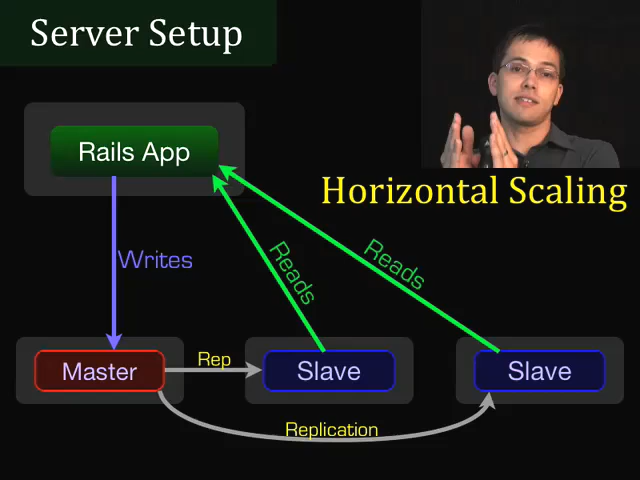 Server Setup
Rails App
Horizontal Scaling
Writes
Reads
Reads
Master
Rep
Slave
Slave
Replication